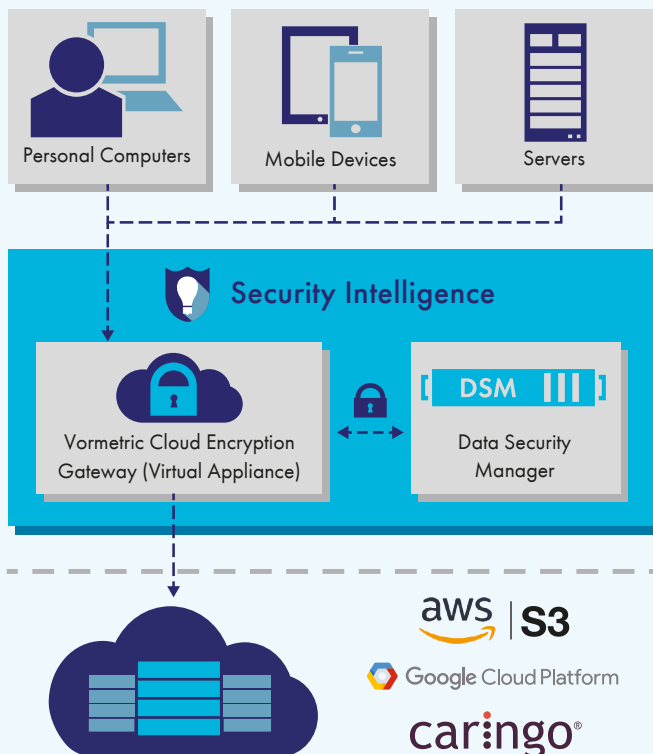 Personal Computers
Mobile Devices
Servers
Security Intelligence
DSM
Vormetric Cloud Encryption
Gateway (Virtual Appliance)
Data Security
Manager
aws S3
Google Cloud Platform
caringo®